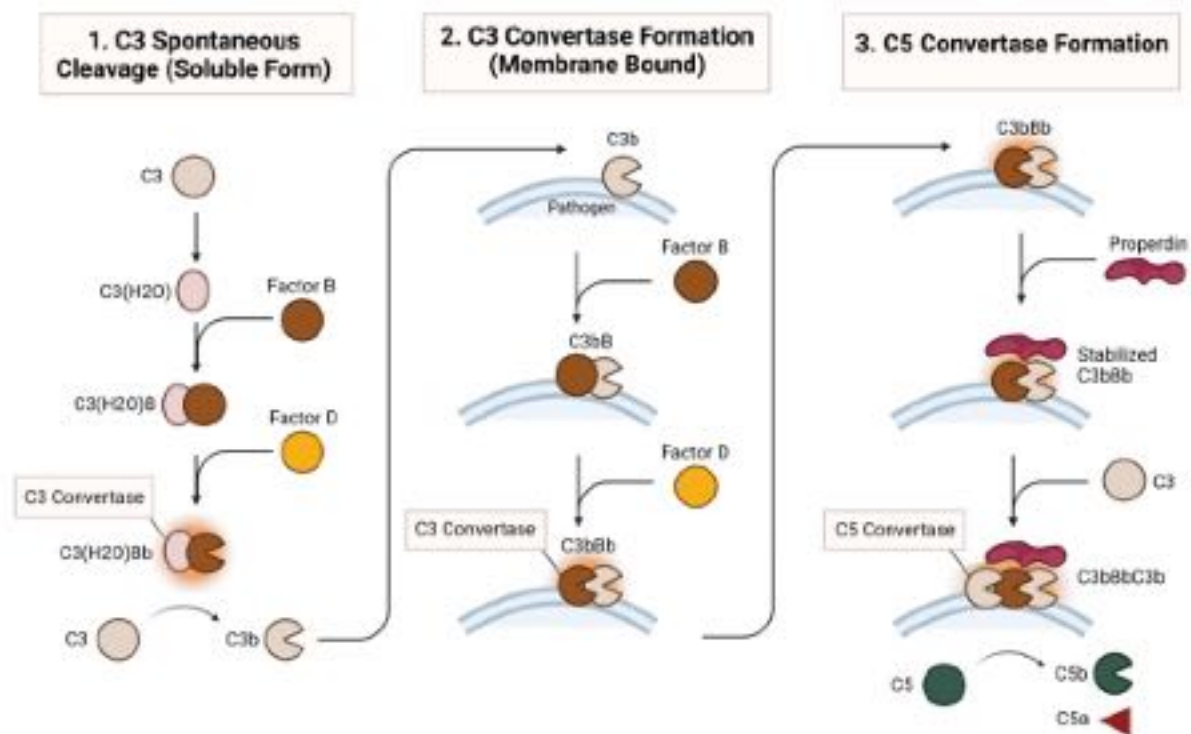 1. C3 Spontaneous
Cleavage (Soluble Form)
C3
C3(H2O)
Factor B
C3(H2O)B
Factor D
C3 Convertase
C3(H2O)Bb
C3
C3b
2. C3 Convertase Formation
(Membrane Bound)
C3b
Pathogen
Factor B
C3bB
Factor D
C3 Convertase
C3bBb
3. C5 Convertase Formation
C3bBb
Properdin
Stabilized
C3bBb
C3
C5 Convertase
C3bBbC3b
C5
C5b
C5a